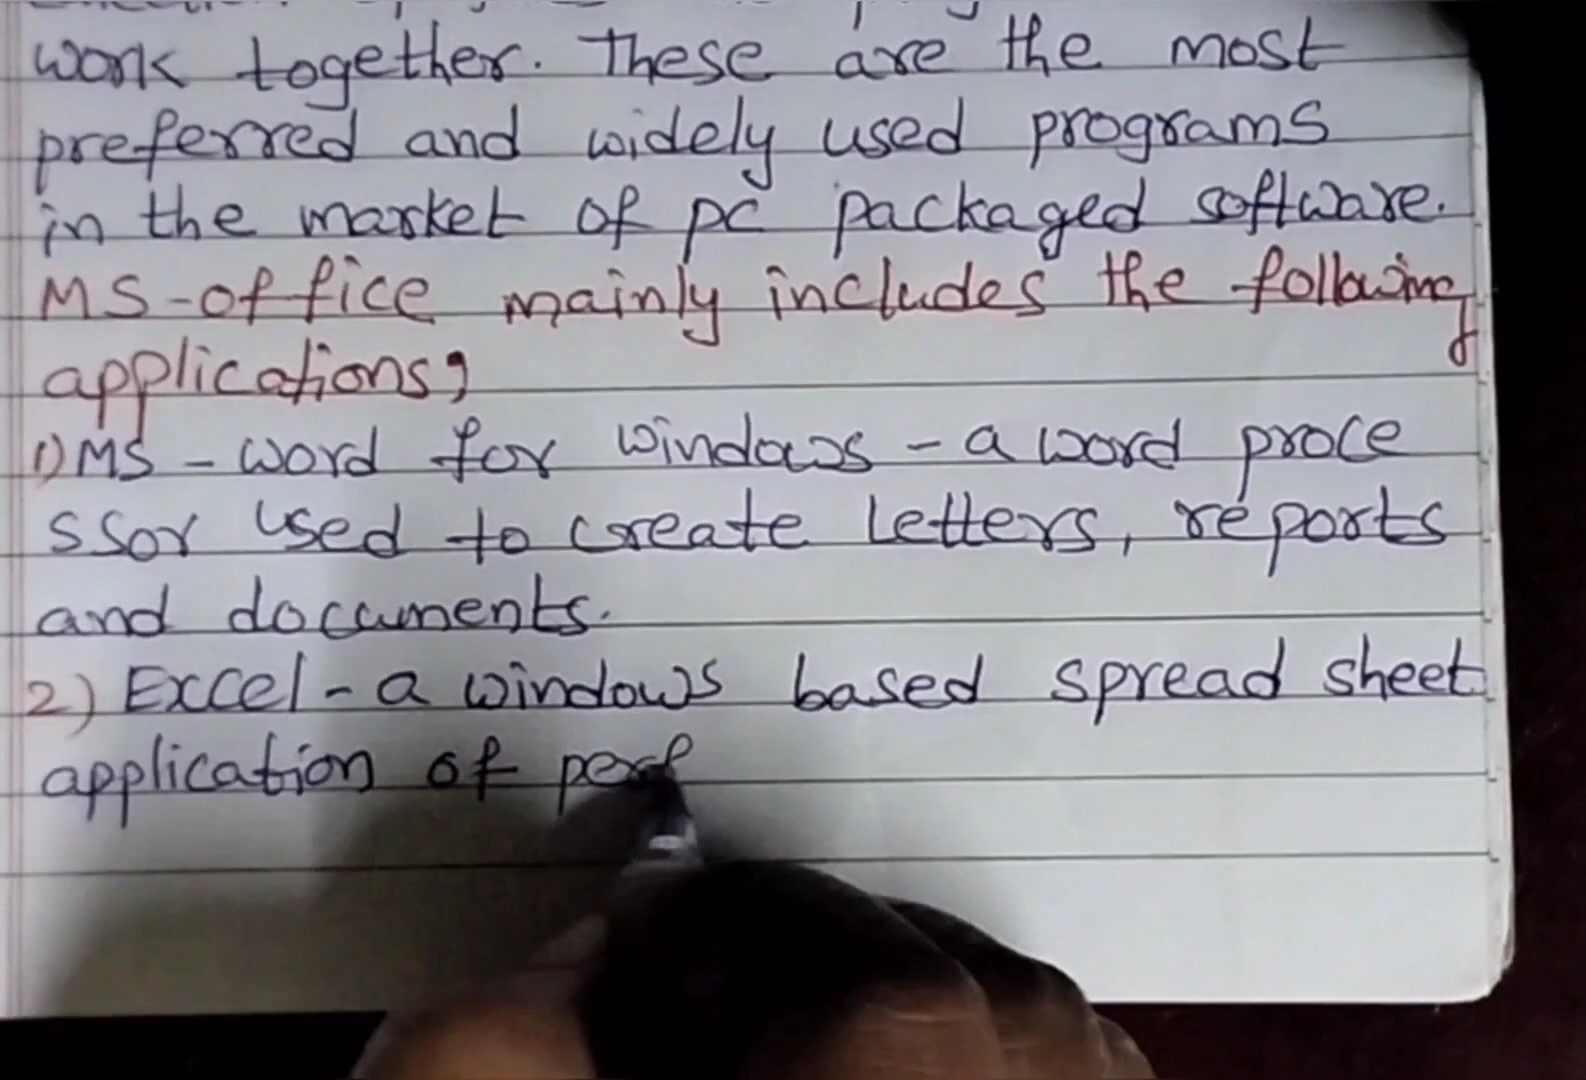 work together. These are the most
preferred and widely used programs
in the market of pc packaged software.
MS-office mainly includes the following
applications;
1) MS - word for windows - a word proce
ssor used to create letters, reports
and documents.
2) Excel - a windows based spread sheet
application of perf